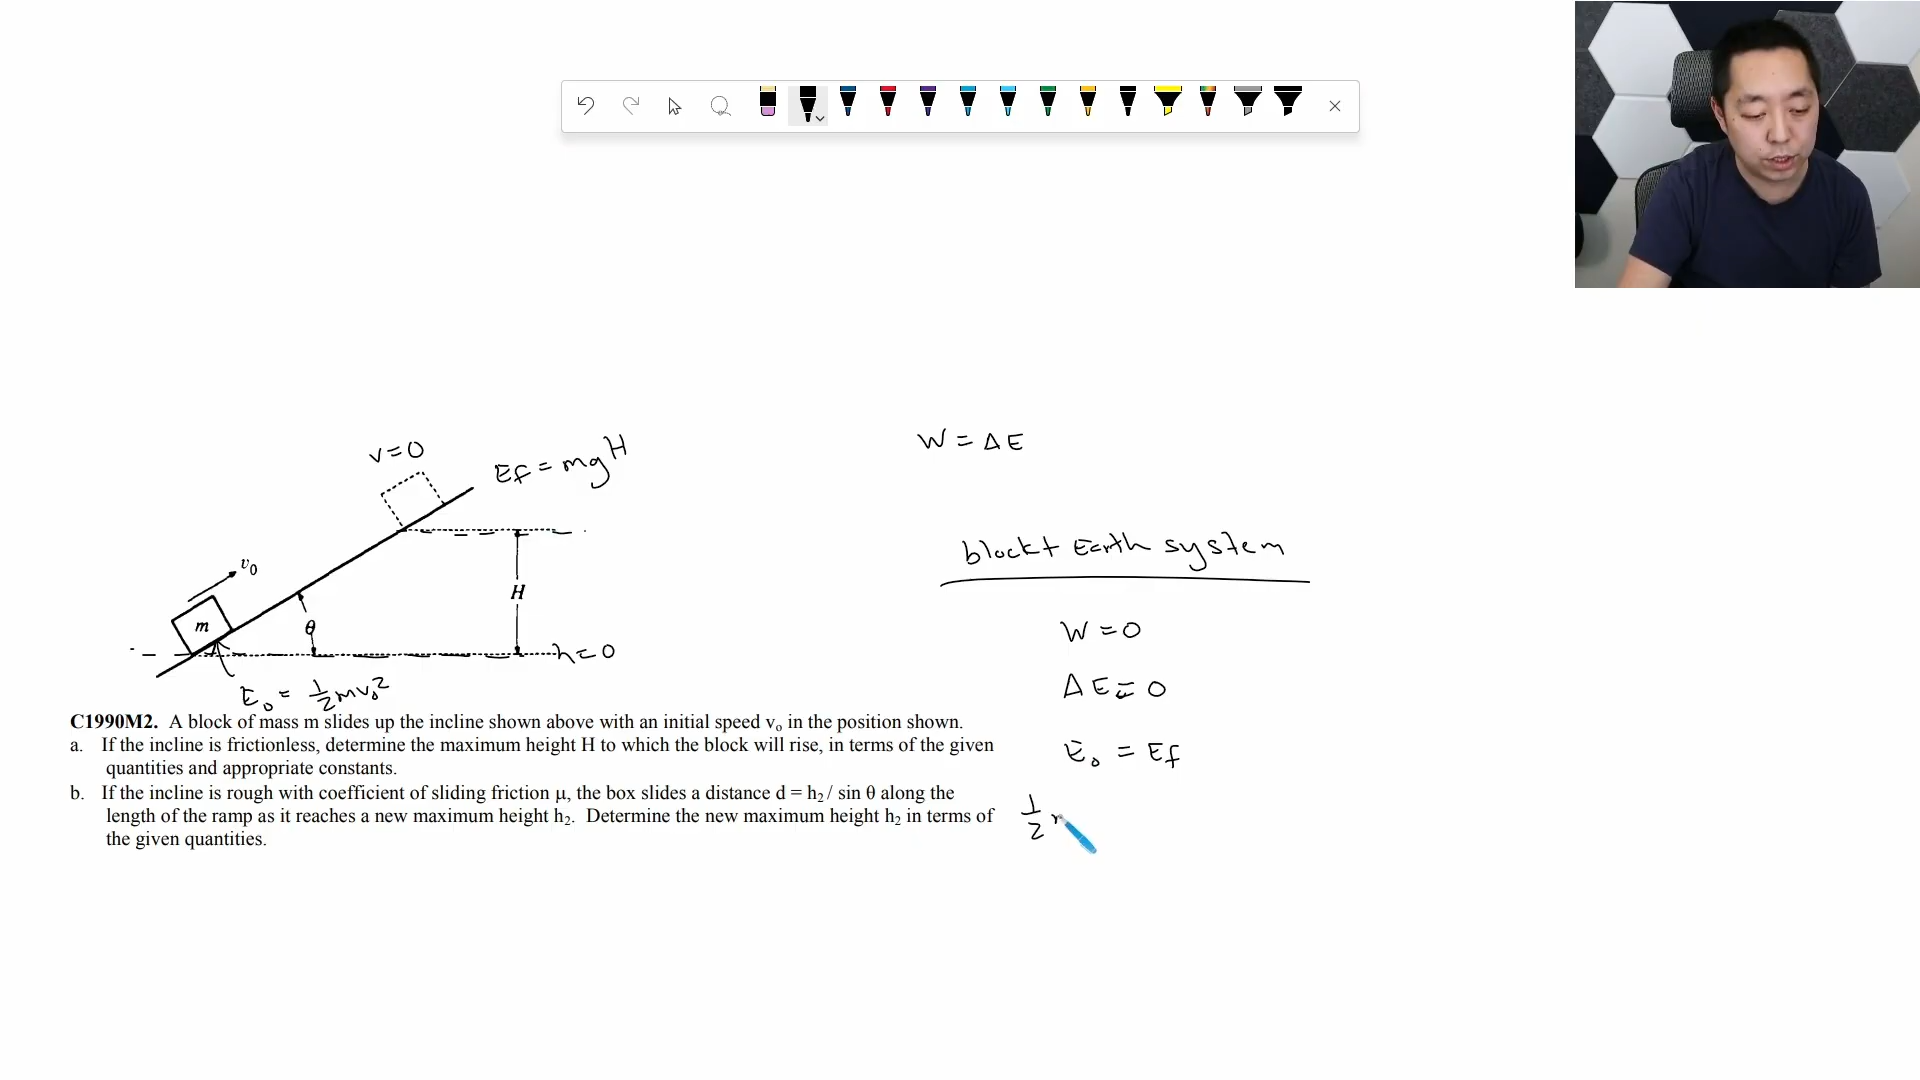 v=0
Ef = mgH
W = ΔE
block + Earth system
v₀
H
m
θ
h=0
W = 0
ΔE = 0
E₀ = ½mv₀²
C1990M2. A block of mass m slides up the incline shown above with an initial speed vₒ in the position shown.
a. If the incline is frictionless, determine the maximum height H to which the block will rise, in terms of the given
quantities and appropriate constants.
E₀ = Ef
b. If the incline is rough with coefficient of sliding friction μ, the box slides a distance d = h₂ / sin θ along the
length of the ramp as it reaches a new maximum height h₂. Determine the new maximum height h₂ in terms of
the given quantities.
½